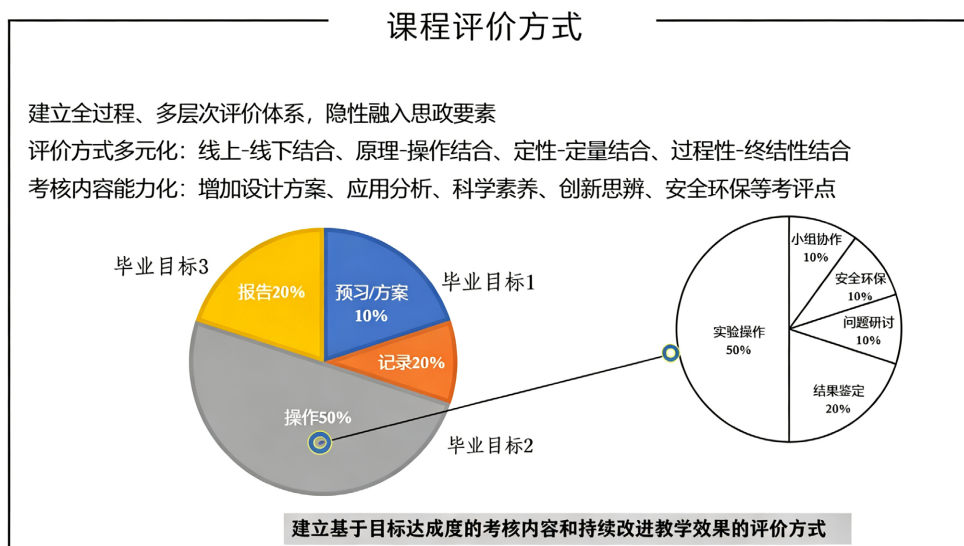 课程评价方式
建立全过程、多层次评价体系，隐性融入思政要素
评价方式多元化：线上-线下结合、原理-操作结合、定性-定量结合、过程性-终结性结合
考核内容能力化：增加设计方案、应用分析、科学素养、创新思辨、安全环保等考评点
毕业目标3
报告20%
预习/方案
10%
毕业目标1
记录20%
操作50%
毕业目标2
小组协作
10%
安全环保
10%
问题研讨
10%
实验操作
50%
结果鉴定
20%
建立基于目标达成度的考核内容和持续改进教学效果的评价方式